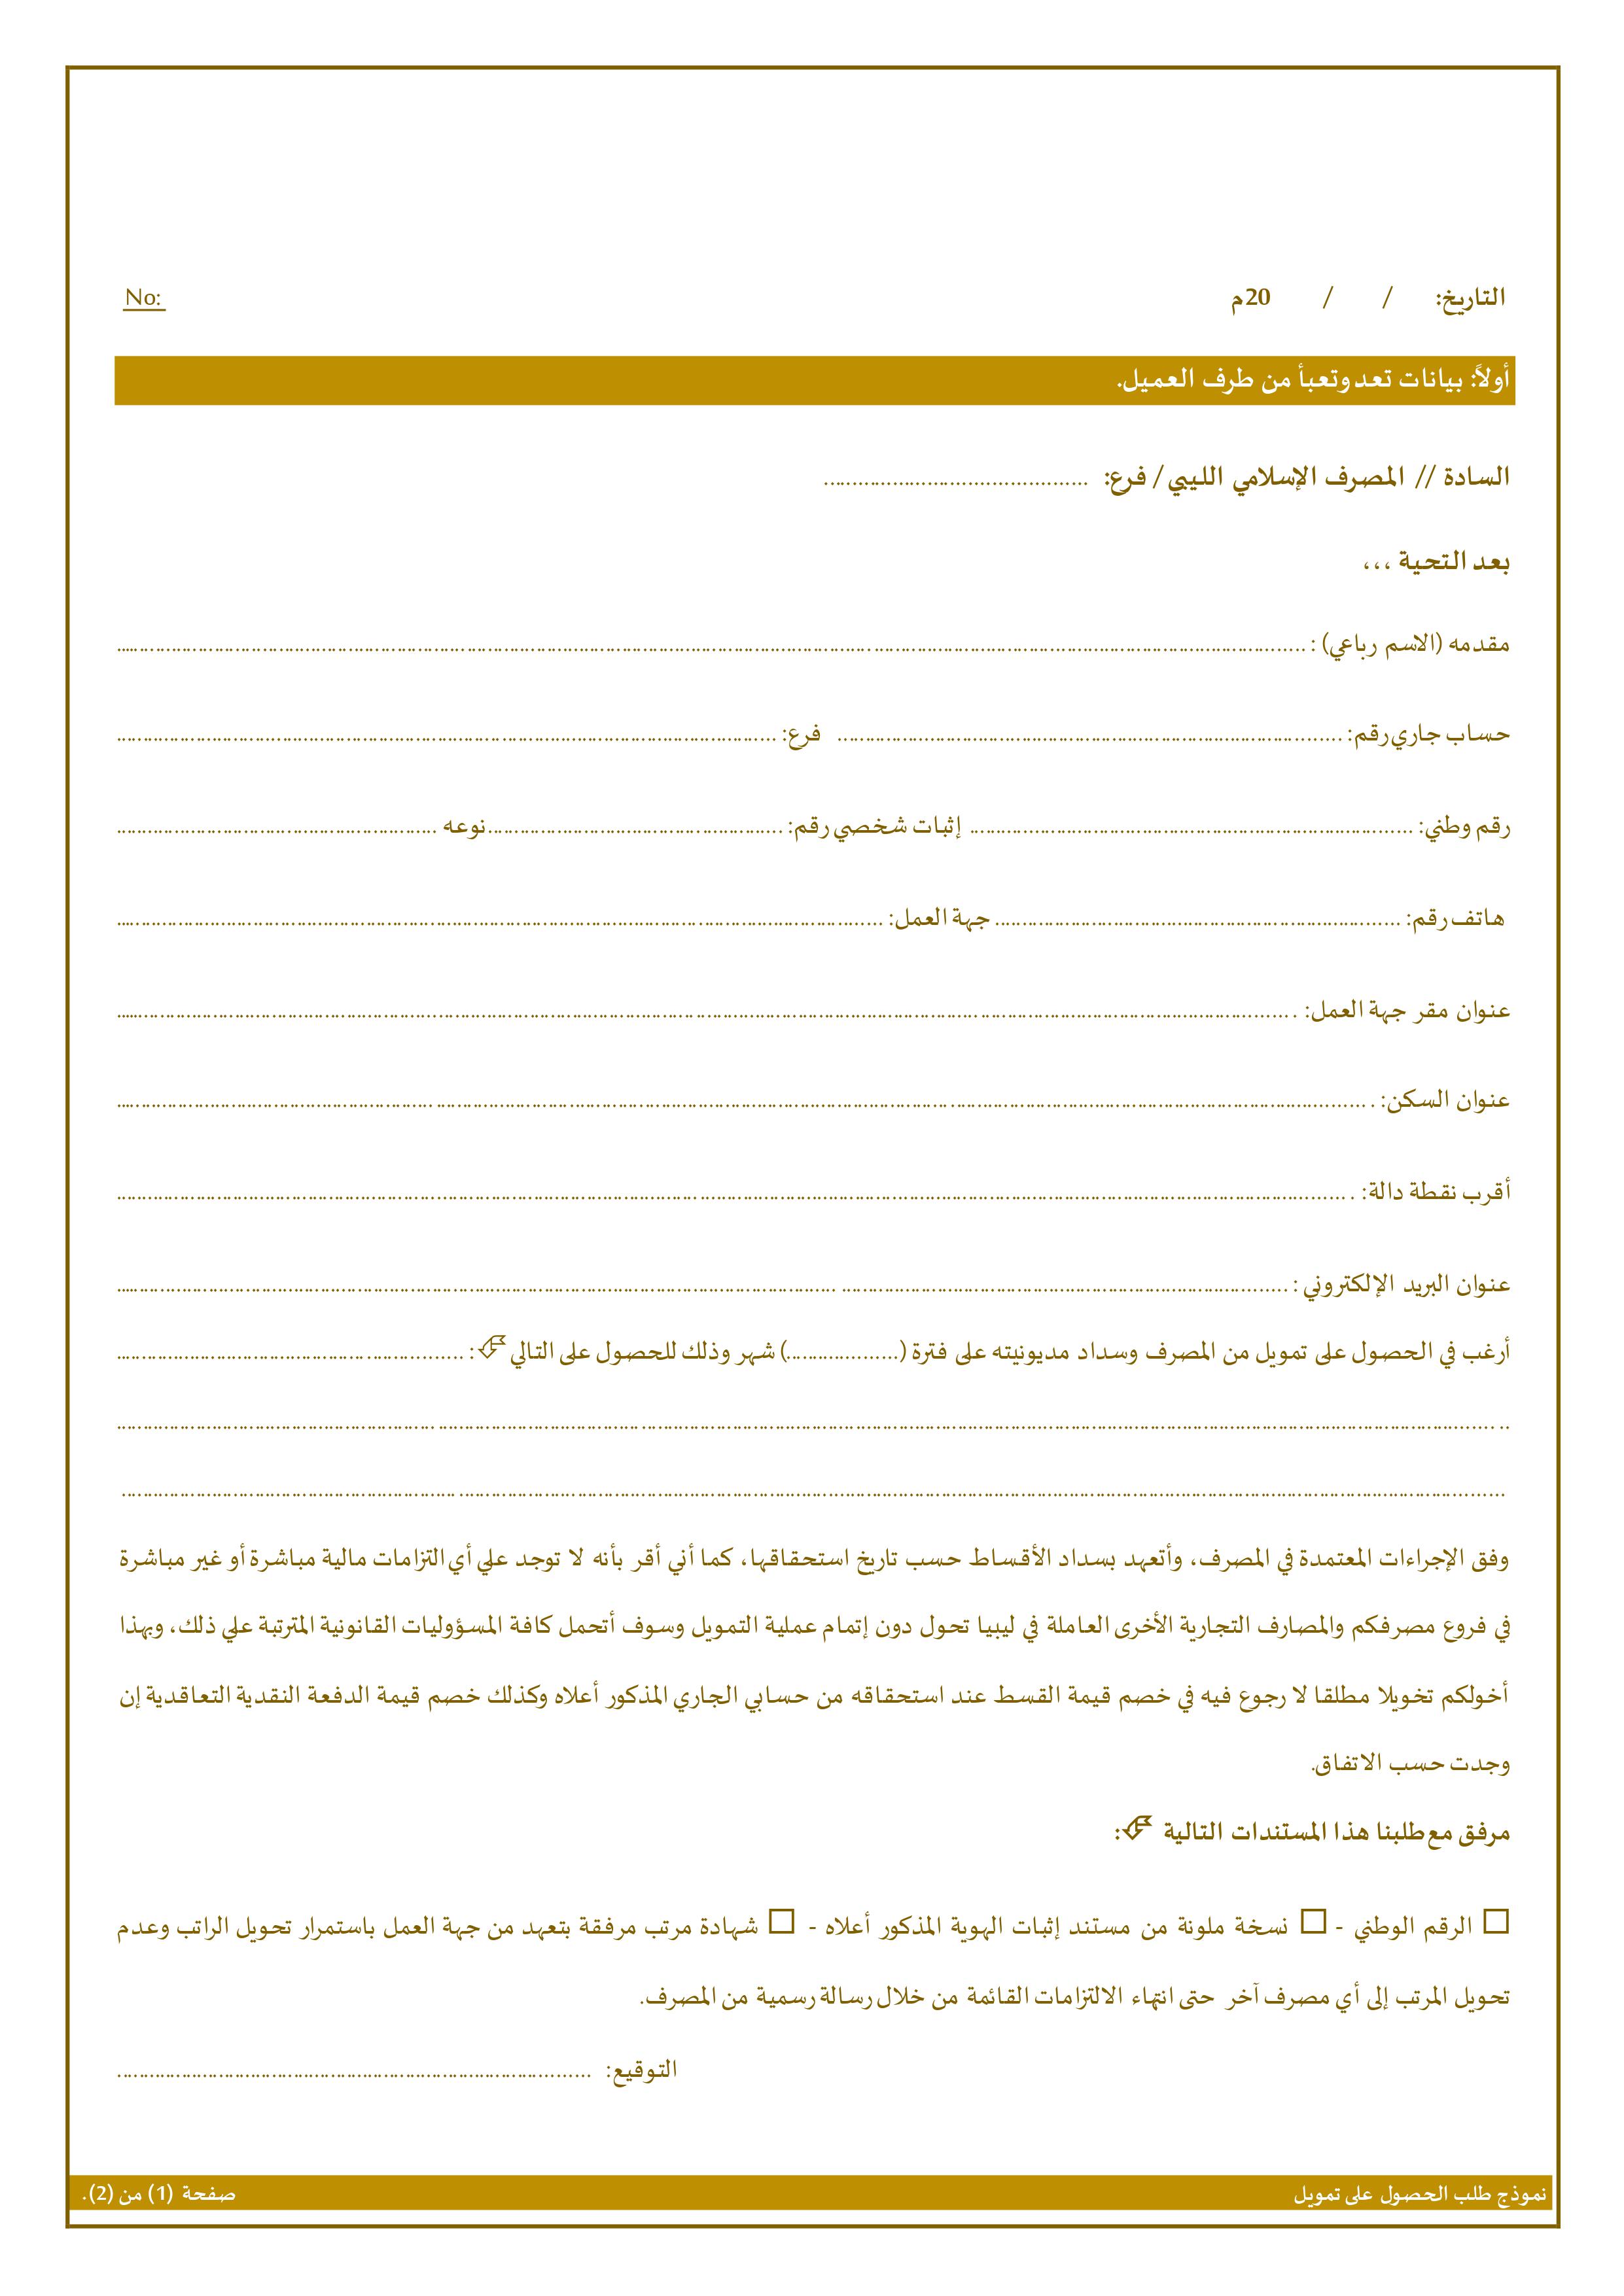 التاريخ: / / 20م No:
أولاً: بيانات تعد وتعبأ من طرف العميل.
السادة // المصرف الإسلامي الليبي / فرع: ............................................
بعد التحية ،،،
مقدمه (الاسم رباعي) : ............................................................
حساب جاري رقم: ........................................ فرع: ........................................
رقم وطني: ........................................ إثبات شخصي رقم: ........................................نوعه ........................................
هاتف رقم: ........................................ جهة العمل: ........................................
عنوان مقر جهة العمل: ............................................................
عنوان السكن: ............................................................
أقرب نقطة دالة: ............................................................
عنوان البريد الإلكتروني : ............................................................
أرغب في الحصول على تمويل من المصرف وسداد مديونيته على فترة (....................) شهر وذلك للحصول على التالي : ........................................
............................................................
............................................................
وفق الإجراءات المعتمدة في المصرف، وأتعهد بسداد الأقساط حسب تاريخ استحقاقها، كما أني أقر بأنه لا توجد علي أي التزامات مالية مباشرة أو غير مباشرة
في فروع مصرفكم والمصارف التجارية الأخرى العاملة في ليبيا تحول دون إتمام عملية التمويل وسوف أتحمل كافة المسؤوليات القانونية المترتبة علي ذلك، وبهذا
أخولكم تخويلا مطلقا لا رجوع فيه في خصم قيمة القسط عند استحقاقه من حسابي الجاري المذكور أعلاه وكذلك خصم قيمة الدفعة النقدية التعاقدية إن
وجدت حسب الاتفاق.
مرفق مع طلبنا هذا المستندات التالية :
☐ الرقم الوطني - ☐ نسخة ملونة من مستند إثبات الهوية المذكور أعلاه - ☐ شهادة مرتب مرفقة بتعهد من جهة العمل باستمرار تحويل الراتب وعدم
تحويل المرتب إلى أي مصرف آخر حتى انتهاء الالتزامات القائمة من خلال رسالة رسمية من المصرف.
التوقيع: ........................................
نموذج طلب الحصول على تمويل صفحة (1) من (2).